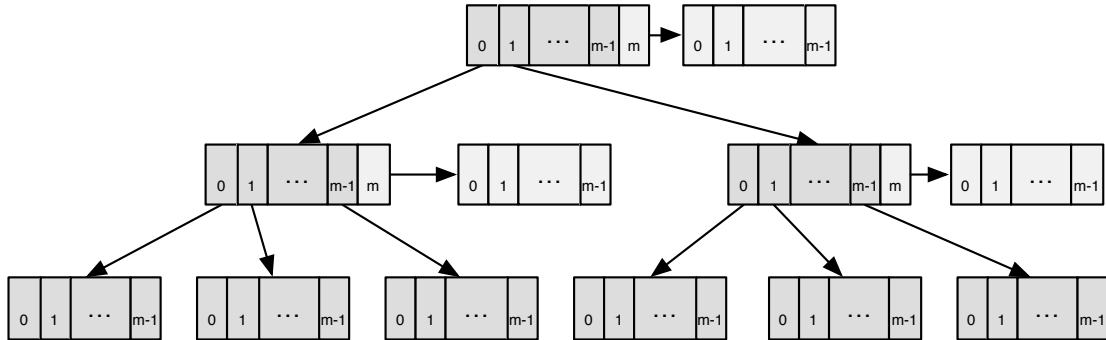 0 1 ... m-1 m 0 1 ... m-1
0 1 ... m-1 m 0 1 ... m-1 0 1 ... m-1 m 0 1 ... m-1
0 1 ... m-1 0 1 ... m-1 0 1 ... m-1 0 1 ... m-1 0 1 ... m-1 0 1 ... m-1